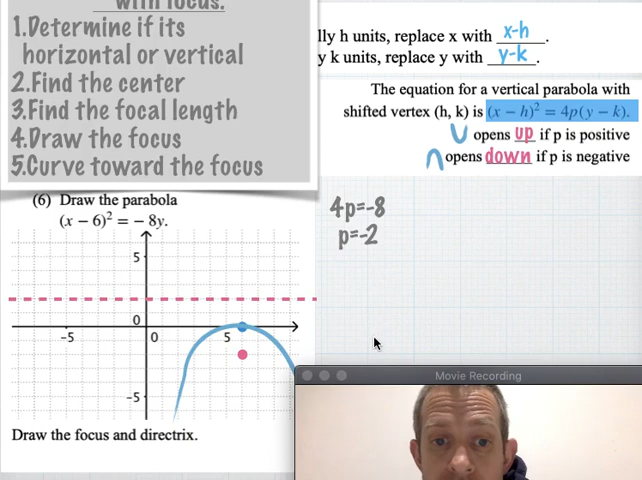 with focus.
1.Determine if its
horizontal or vertical
2.Find the center
3.Find the focal length
4.Draw the focus
5.Curve toward the focus
lly h units, replace x with x-h.
y k units, replace y with y-k.
The equation for a vertical parabola with
shifted vertex (h, k) is (x − h)² = 4p(y − k).
opens up if p is positive
opens down if p is negative
(6) Draw the parabola
(x − 6)² = − 8y.
4p=-8
p=-2
5
0
-5
0
5
-5
Draw the focus and directrix.
Movie Recording